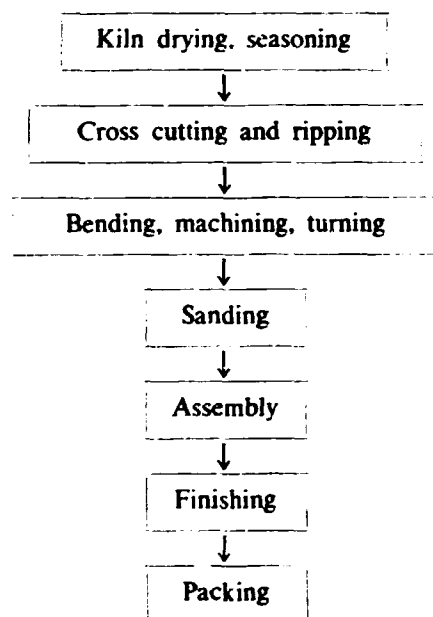 Kiln drying. seasoning
Cross cutting and ripping
Bending, machining, turning
Sanding
Assembly
Finishing
Packing